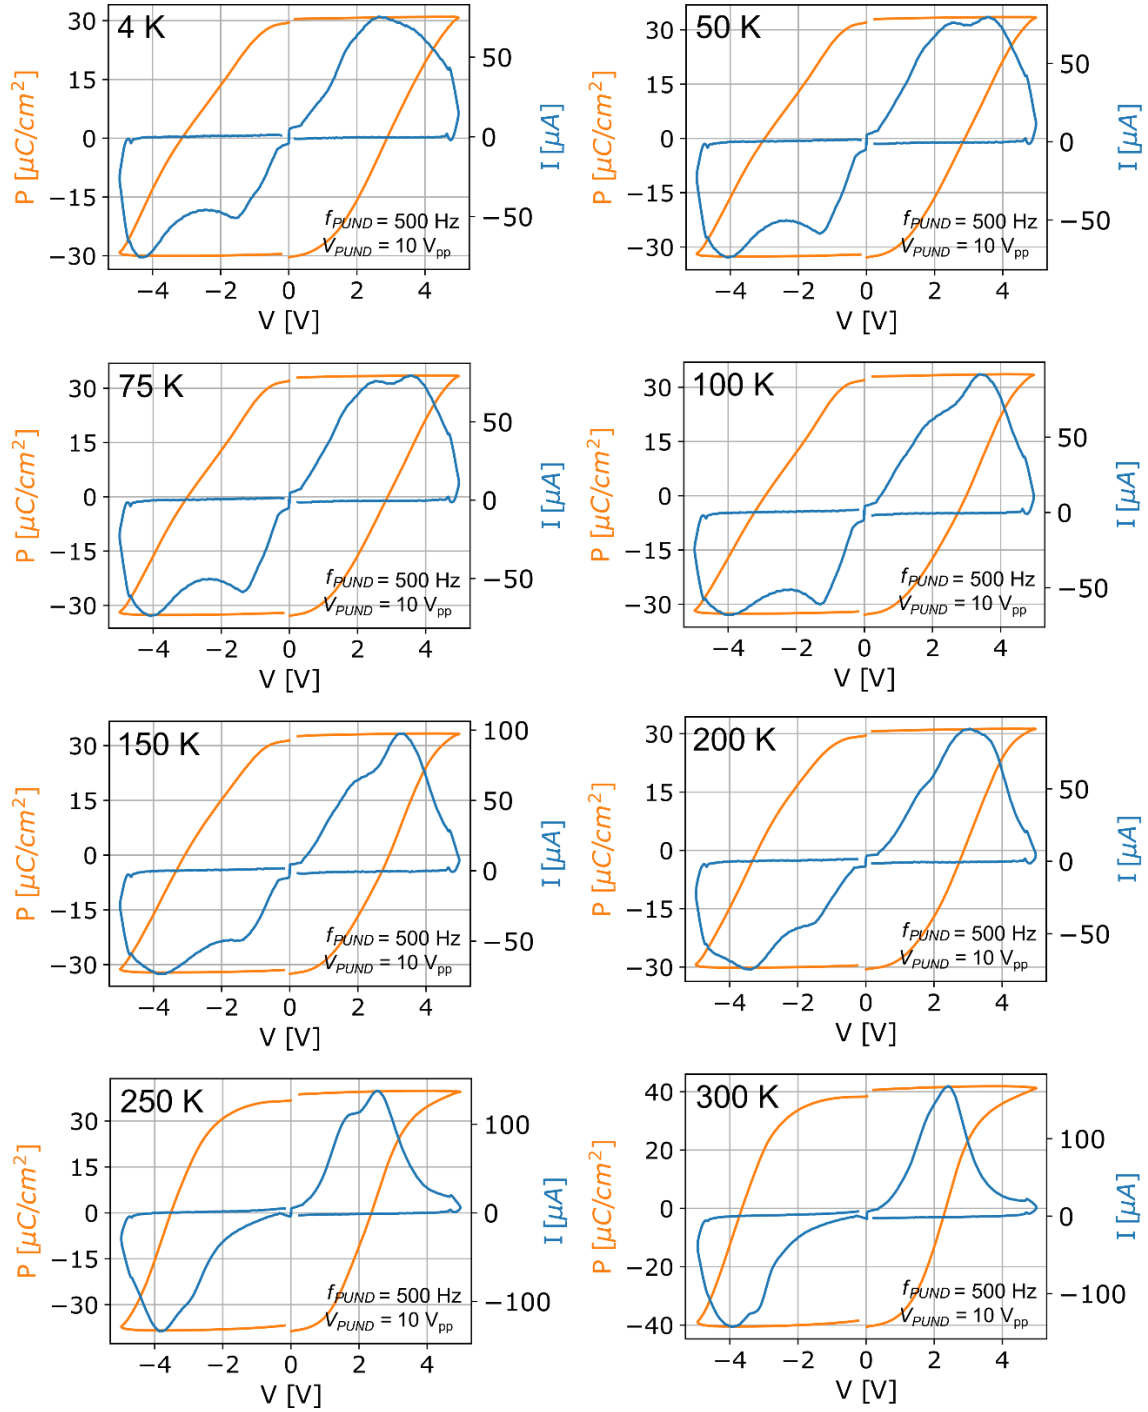 4 K
30
15
0
−15
−30
P [μC/cm²]
50
0
−50
I [μA]
f_PUND = 500 Hz
V_PUND = 10 V_pp
−4 −2 0 2 4
V [V]
50 K
30
15
0
−15
−30
P [μC/cm²]
50
0
−50
I [μA]
f_PUND = 500 Hz
V_PUND = 10 V_pp
−4 −2 0 2 4
V [V]
75 K
30
15
0
−15
−30
P [μC/cm²]
50
0
−50
I [μA]
f_PUND = 500 Hz
V_PUND = 10 V_pp
−4 −2 0 2 4
V [V]
100 K
30
15
0
−15
−30
P [μC/cm²]
50
0
−50
I [μA]
f_PUND = 500 Hz
V_PUND = 10 V_pp
−4 −2 0 2 4
V [V]
150 K
30
15
0
−15
−30
P [μC/cm²]
100
50
0
−50
I [μA]
f_PUND = 500 Hz
V_PUND = 10 V_pp
−4 −2 0 2 4
V [V]
200 K
30
15
0
−15
−30
P [μC/cm²]
50
0
−50
I [μA]
f_PUND = 500 Hz
V_PUND = 10 V_pp
−4 −2 0 2 4
V [V]
250 K
30
15
0
−15
−30
P [μC/cm²]
100
0
−100
I [μA]
f_PUND = 500 Hz
V_PUND = 10 V_pp
−4 −2 0 2 4
V [V]
300 K
40
20
0
−20
−40
P [μC/cm²]
100
0
−100
I [μA]
f_PUND = 500 Hz
V_PUND = 10 V_pp
−4 −2 0 2 4
V [V]